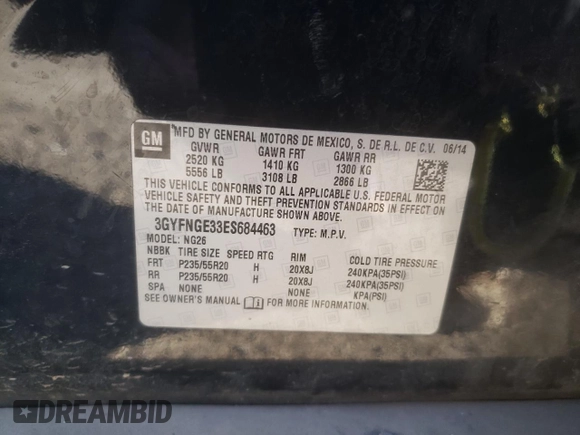 GM
MFD BY GENERAL MOTORS DE MEXICO, S. DE R.L. DE C.V. 06/14
GVWR GAWR FRT GAWR RR
2520 KG 1410 KG 1300 KG
5556 LB 3108 LB 2866 LB
THIS VEHICLE CONFORMS TO ALL APPLICABLE U.S. FEDERAL MOTOR
VEHICLE SAFETY AND THEFT PREVENTION STANDARDS IN EFFECT ON
THE DATE OF MANUFACTURE SHOWN ABOVE.
3GYFNGE33ES684463 TYPE: M.P.V.
MODEL: NG26
NBBK TIRE SIZE SPEED RTG RIM COLD TIRE PRESSURE
FRT P235/55R20 H 20X8J 240KPA(35PSI)
RR P235/55R20 H 20X8J 240KPA(35PSI)
SPA NONE NONE KPA(PSI)
SEE OWNER'S MANUAL FOR MORE INFORMATION.
DREAMBID